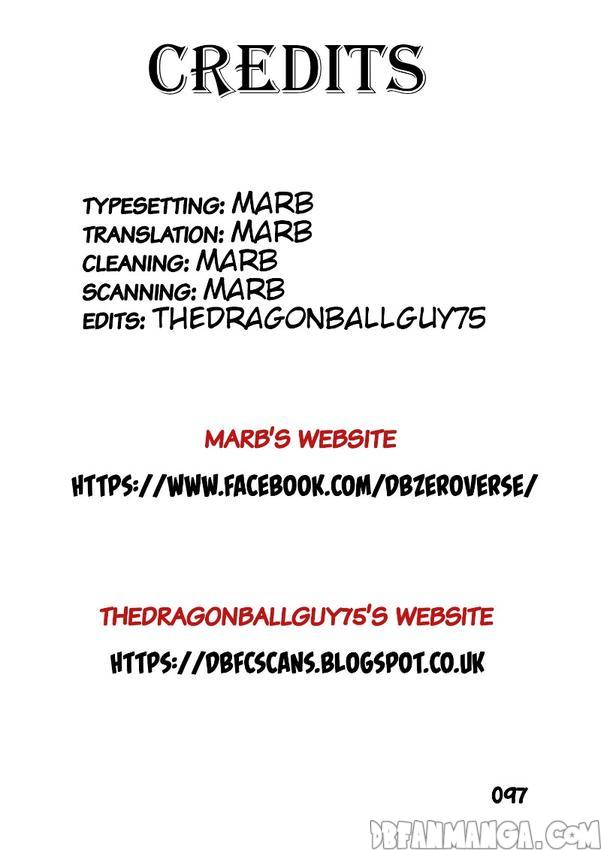 CREDITS
TYPESETTING: MARB
TRANSLATION: MARB
CLEANING: MARB
SCANNING: MARB
EDITS: THEDRAGONBALLGUY75
MARB'S WEBSITE
HTTPS://WWW.FACEBOOK.COM/DBZEROVERSE/
THEDRAGONBALLGUY75'S WEBSITE
HTTPS://DBFCSCANS.BLOGSPOT.CO.UK
097
DBFANMANGA.COM